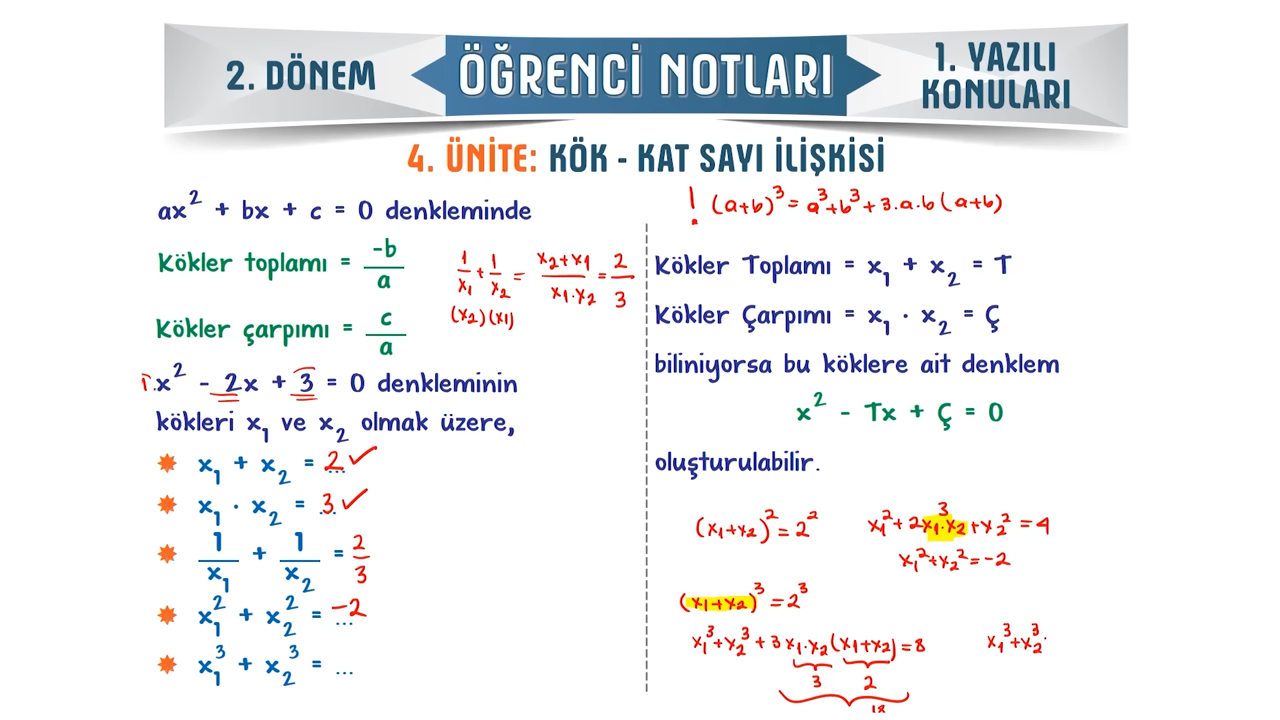 2. DÖNEM
ÖĞRENCİ NOTLARI
1. YAZILI
KONULARI
4. ÜNİTE: KÖK - KAT SAYI İLİŞKİSİ
ax² + bx + c = 0 denkleminde
Kökler toplamı = -b/a
Kökler çarpımı = c/a
1/x₁ + 1/x₂ = x₂+x₁/x₁·x₂ = 2/3
(x₂) (x₁)
1.x² - 2x + 3 = 0 denkleminin
kökleri x₁ ve x₂ olmak üzere,
x₁ + x₂ = 2 ... ✓
x₁ · x₂ = 3 ... ✓
1/x₁ + 1/x₂ = 2/3
x₁² + x₂² = -2 ...
x₁³ + x₂³ = ...
! (a+b)³ = a³+b³+3.a.b(a+b)
Kökler Toplamı = x₁ + x₂ = T
Kökler Çarpımı = x₁ · x₂ = Ç
biliniyorsa bu köklere ait denklem
x² - Tx + Ç = 0
oluşturulabilir.
(x₁+x₂)² = 2²
3
x₁² + 2x₁·x₂ + x₂² = 4
x₁²+x₂² = -2
(x₁+x₂)³ = 2³
x₁³+x₂³ + 3x₁·x₂(x₁+x₂) = 8
x₁³+x₂³
3 2
18